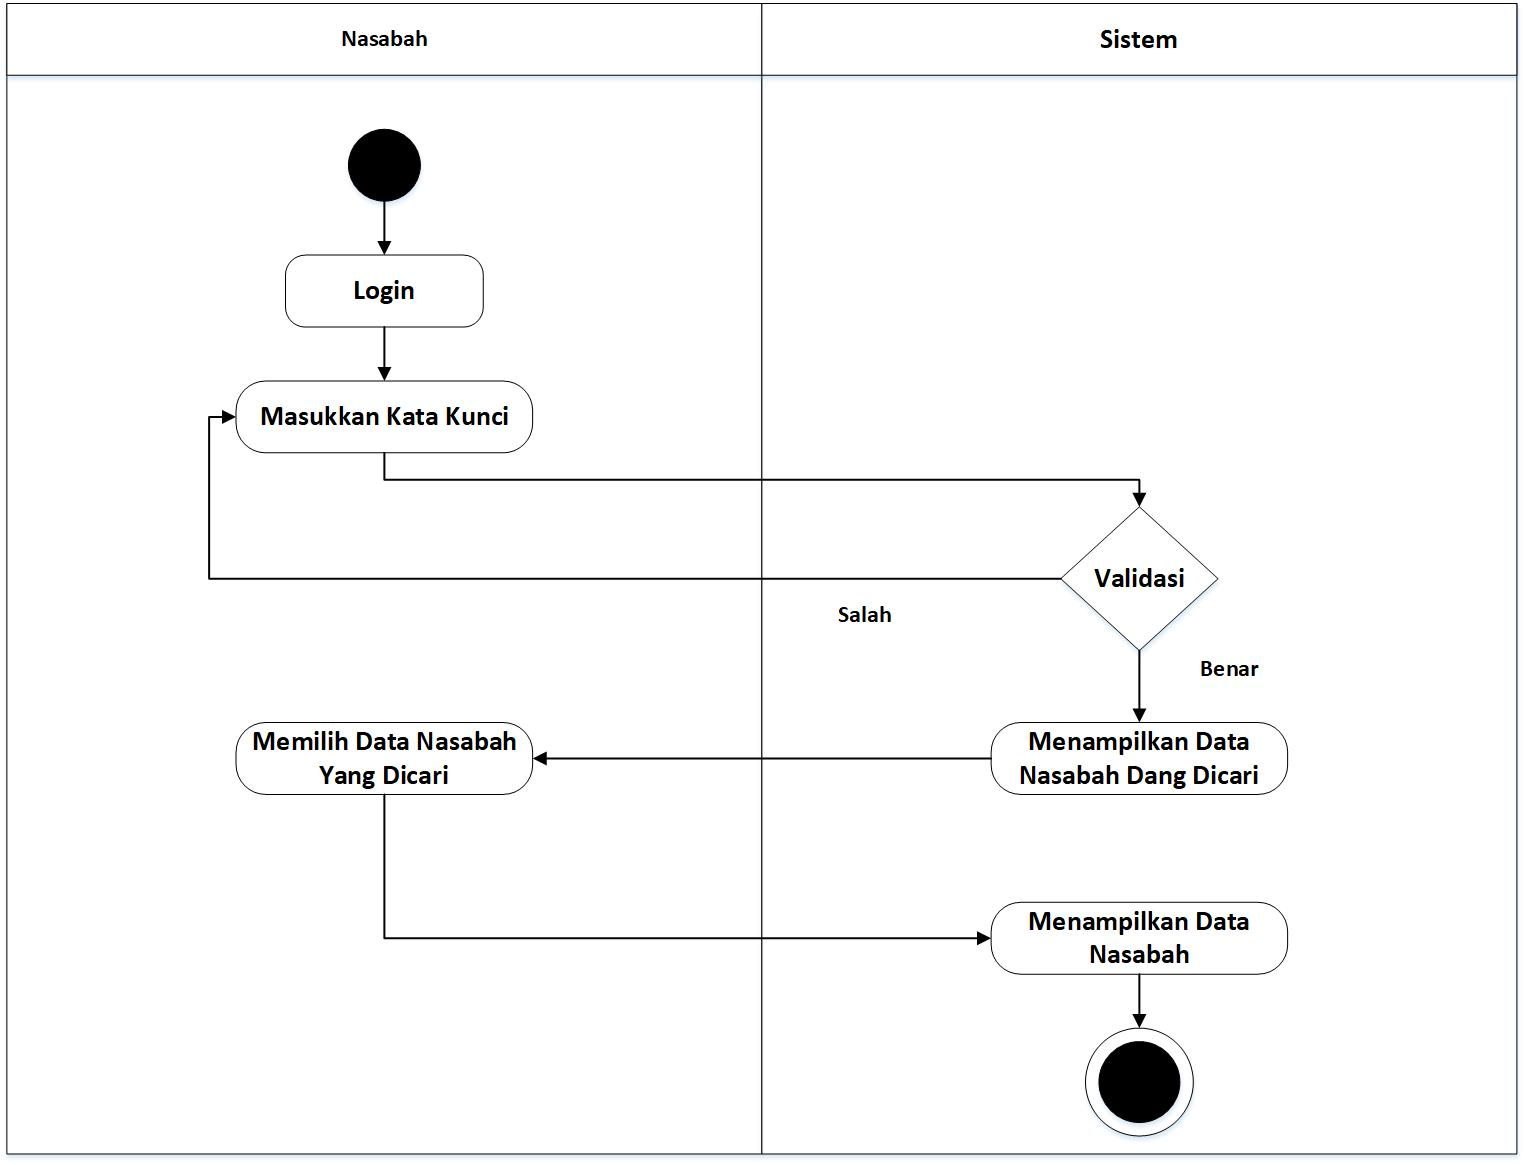 Nasabah
Sistem
Login
Masukkan Kata Kunci
Validasi
Salah
Benar
Memilih Data Nasabah
Yang Dicari
Menampilkan Data
Nasabah Dang Dicari
Menampilkan Data
Nasabah